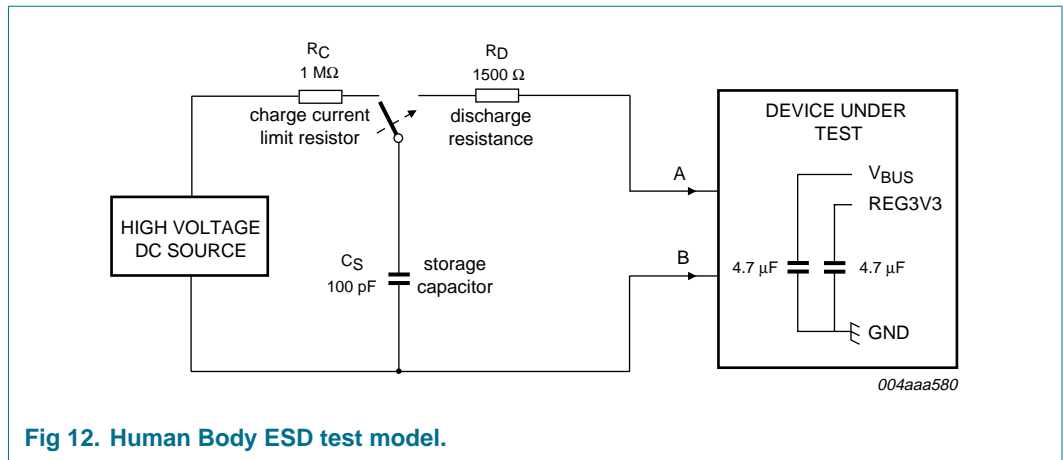 RC
1 MΩ
charge current
limit resistor
RD
1500 Ω
discharge
resistance
HIGH VOLTAGE
DC SOURCE
CS
100 pF
storage
capacitor
A
B
DEVICE UNDER
TEST
VBUS
REG3V3
4.7 μF
4.7 μF
GND
004aaa580
Fig 12. Human Body ESD test model.